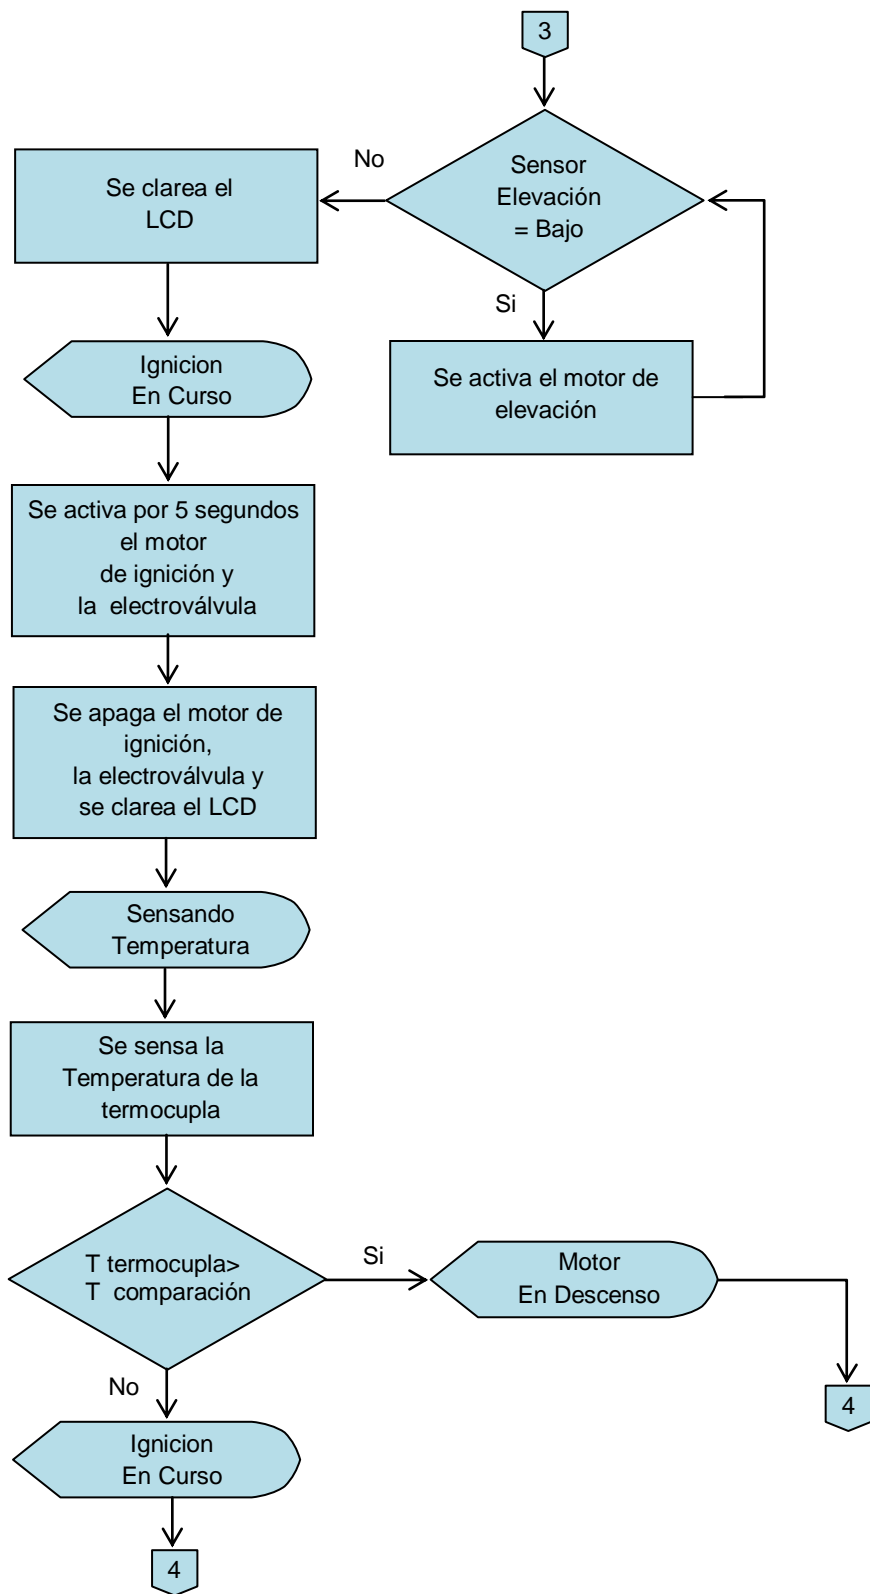 3
Sensor
Elevación
= Bajo
No
Si
Se clarea el
LCD
Se activa el motor de
elevación
Ignicion
En Curso
Se activa por 5 segundos
el motor
de ignición y
la electroválvula
Se apaga el motor de
ignición,
la electroválvula y
se clarea el LCD
Sensando
Temperatura
Se sensa la
Temperatura de la
termocupla
T termocupla>
T comparación
Si
Motor
En Descenso
4
No
Ignicion
En Curso
4